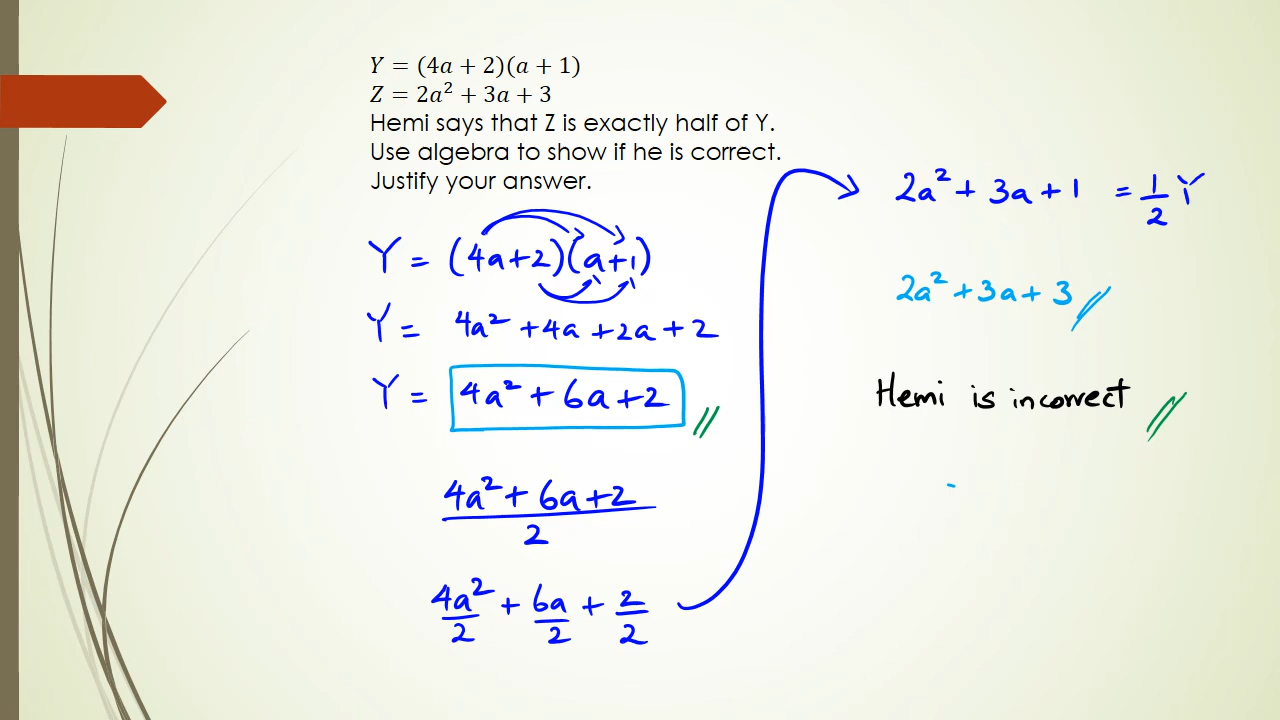 Y = (4a + 2)(a + 1)
Z = 2a² + 3a + 3
Hemi says that Z is exactly half of Y.
Use algebra to show if he is correct.
Justify your answer.
Y = (4a+2)(a+1)
Y = 4a² + 4a + 2a + 2
Y = 4a² + 6a + 2
4a² + 6a + 2
2
4a²/2 + 6a/2 + 2/2
2a² + 3a + 1 = 1/2 Y
2a² + 3a + 3
Hemi is incorrect